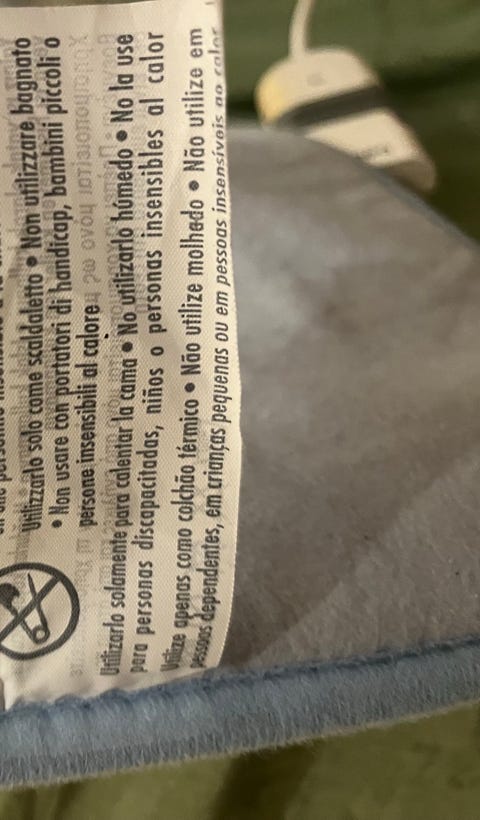 Utilizzarlo solo come scaldaletto • Non utilizzare bagnato
• Non usare con portatori di handicap, bambini piccoli o
persone insensibili al calore
Utilizarlo solamente para calentar la cama • No utilizarlo húmedo • No la use
para personas discapacitadas, niños o personas insensibles al calor
Utilize apenas como colchão térmico • Não utilize molhado • Não utilize em
pessoas dependentes, em crianças pequenas ou em pessoas insensíveis ao calor